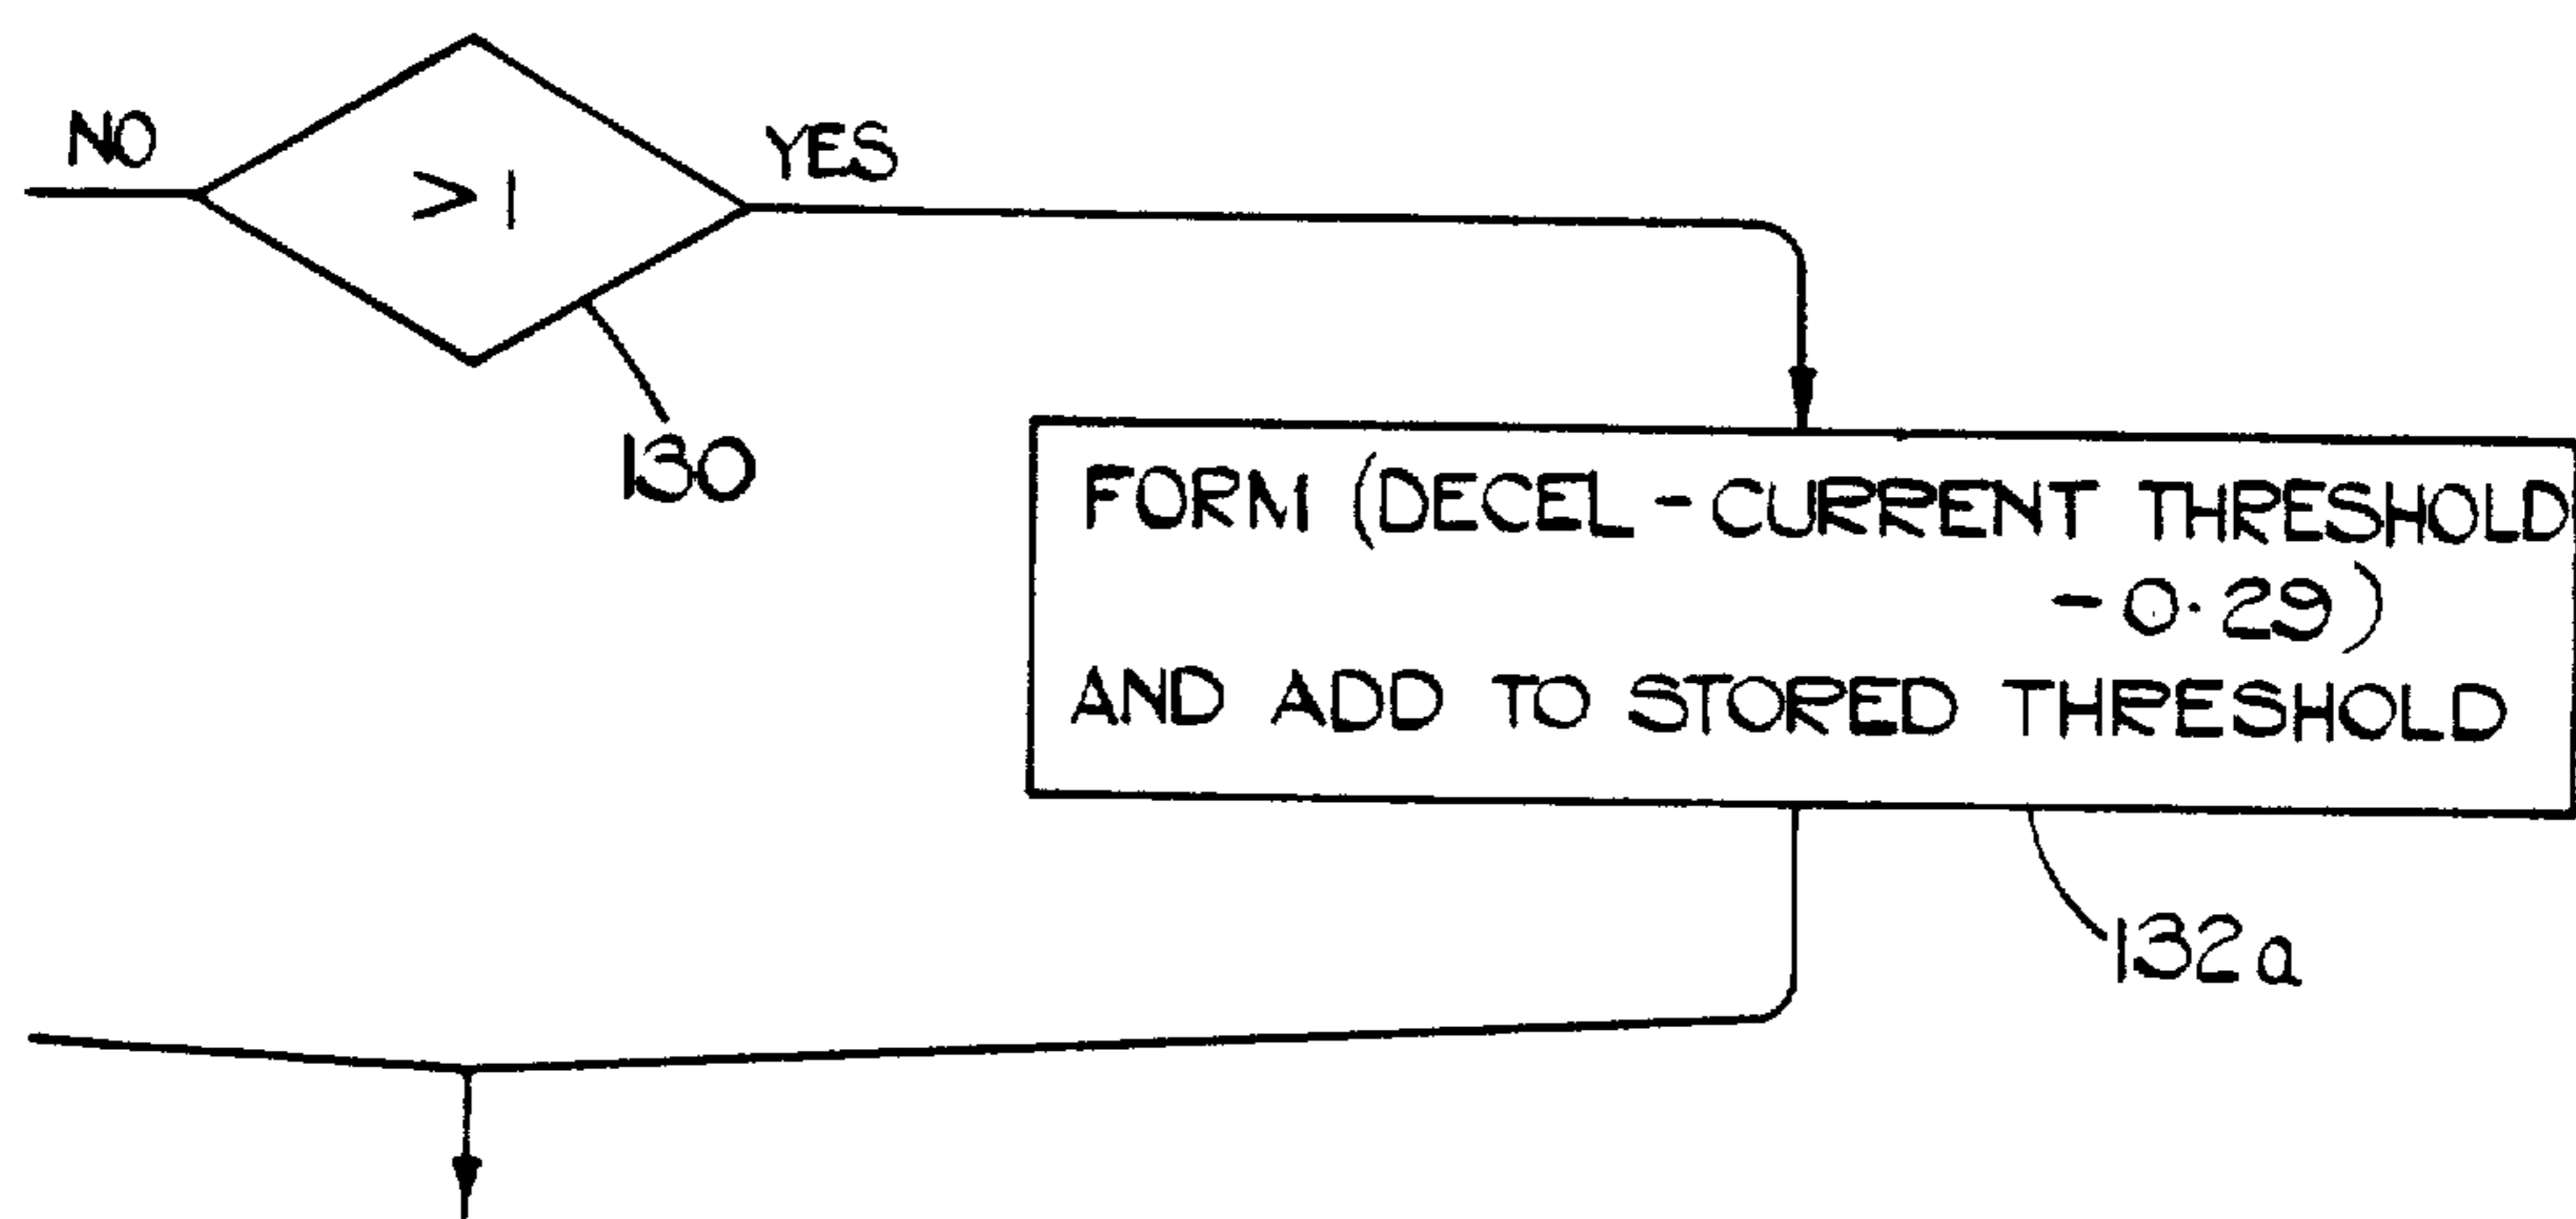 NO
YES
>1
130
FORM (DECEL - CURRENT THRESHOLD
- 0.29)
AND ADD TO STORED THRESHOLD
132a